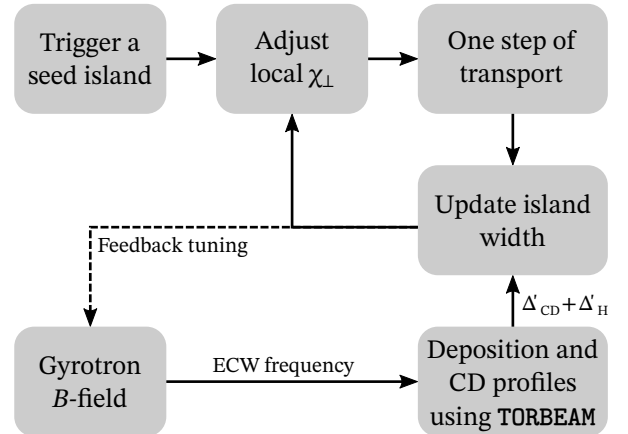 Trigger a
seed island
Adjust
local χ⊥
One step of
transport
Update island
width
Feedback tuning
Δ′CD + Δ′H
Gyrotron
B-field
ECW frequency
Deposition and
CD profiles
using TORBEAM